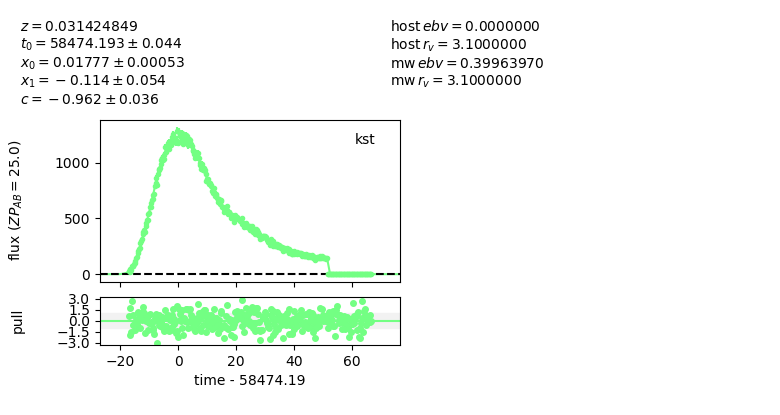 z = 0.031424849
t₀ = 58474.193 ± 0.044
x₀ = 0.01777 ± 0.00053
x₁ = −0.114 ± 0.054
c = −0.962 ± 0.036
host ebv = 0.0000000
host r_v = 3.1000000
mw ebv = 0.39963970
mw r_v = 3.1000000
kst
flux (ZP_AB = 25.0)
1000
500
0
pull
3.0
1.5
0.0
−1.5
−3.0
−20 0 20 40 60
time - 58474.19